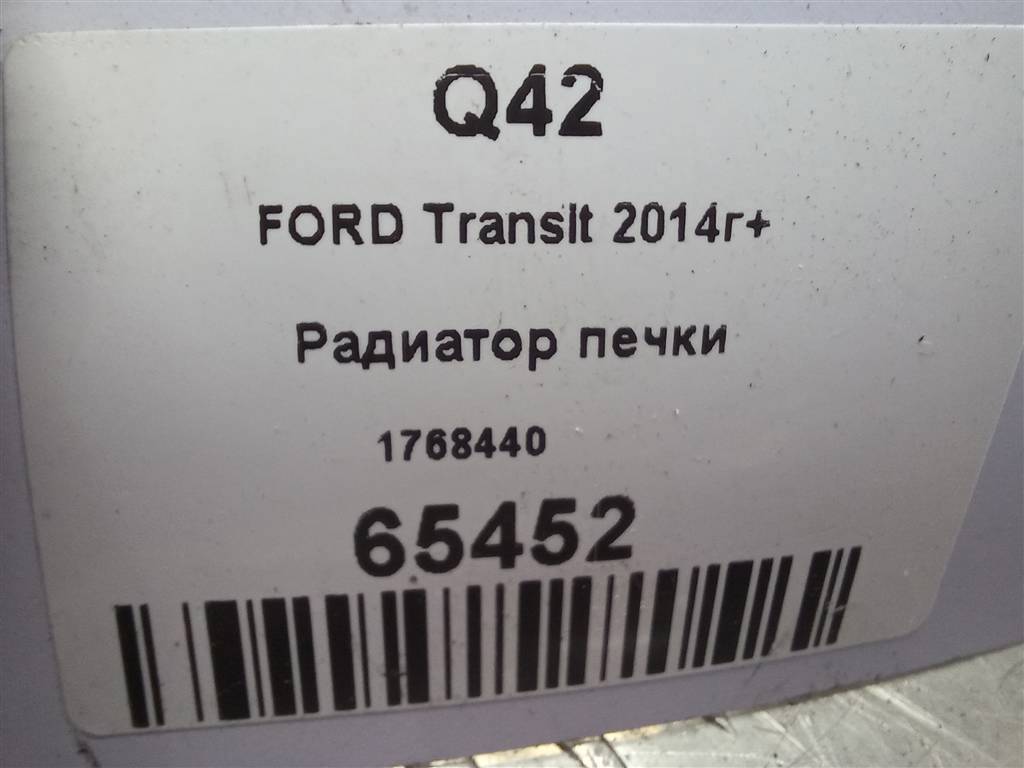 Q42
FORD Transit 2014г+
Радиатор печки
1768440
65452